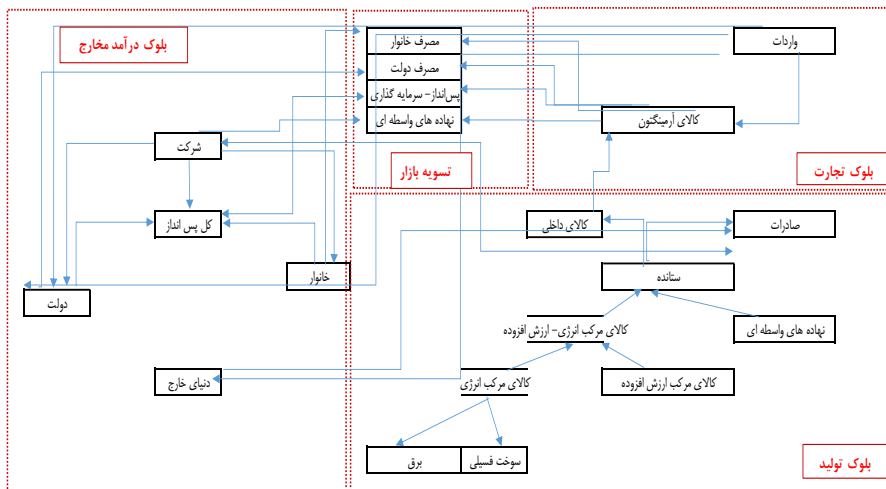 واردات
مصرف خانوار
بلوک درآمد مخارج
مصرف دولت
پس‌انداز- سرمایه گذاری
نهاده های واسطه ای
کالای آرمینگتون
شرکت
بلوک تجارت
تسویه بازار
صادرات
کالای داخلی
کل پس انداز
خانوار
ستانده
دولت
نهاده های واسطه ای
کالای مرکب انرژی- ارزش افزوده
کالای مرکب ارزش افزوده
کالای مرکب انرژی
دنیای خارج
سوخت فسیلی
برق
بلوک تولید